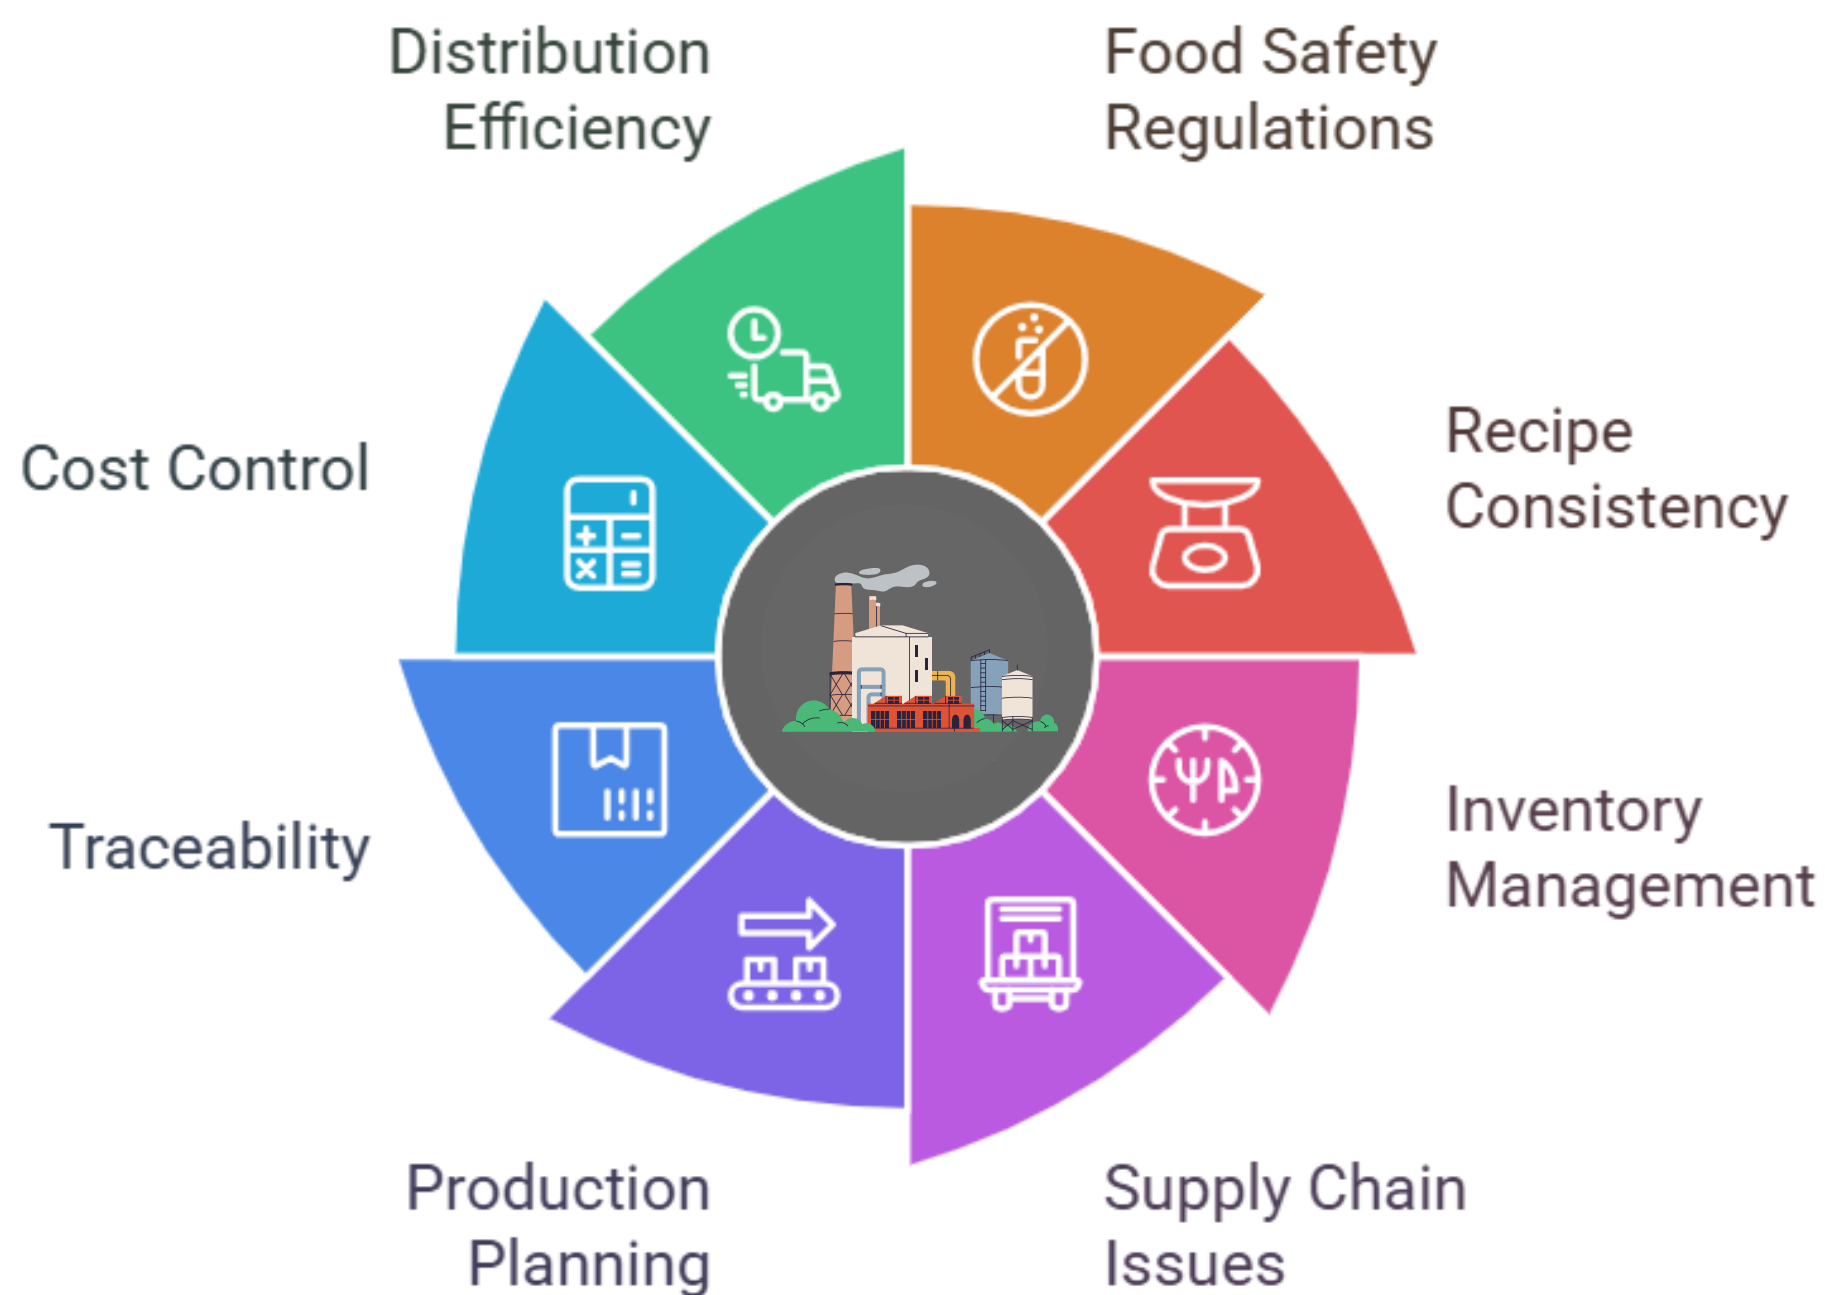 Distribution
Efficiency
Food Safety
Regulations
Recipe
Consistency
Cost Control
Inventory
Management
Traceability
Production
Planning
Supply Chain
Issues